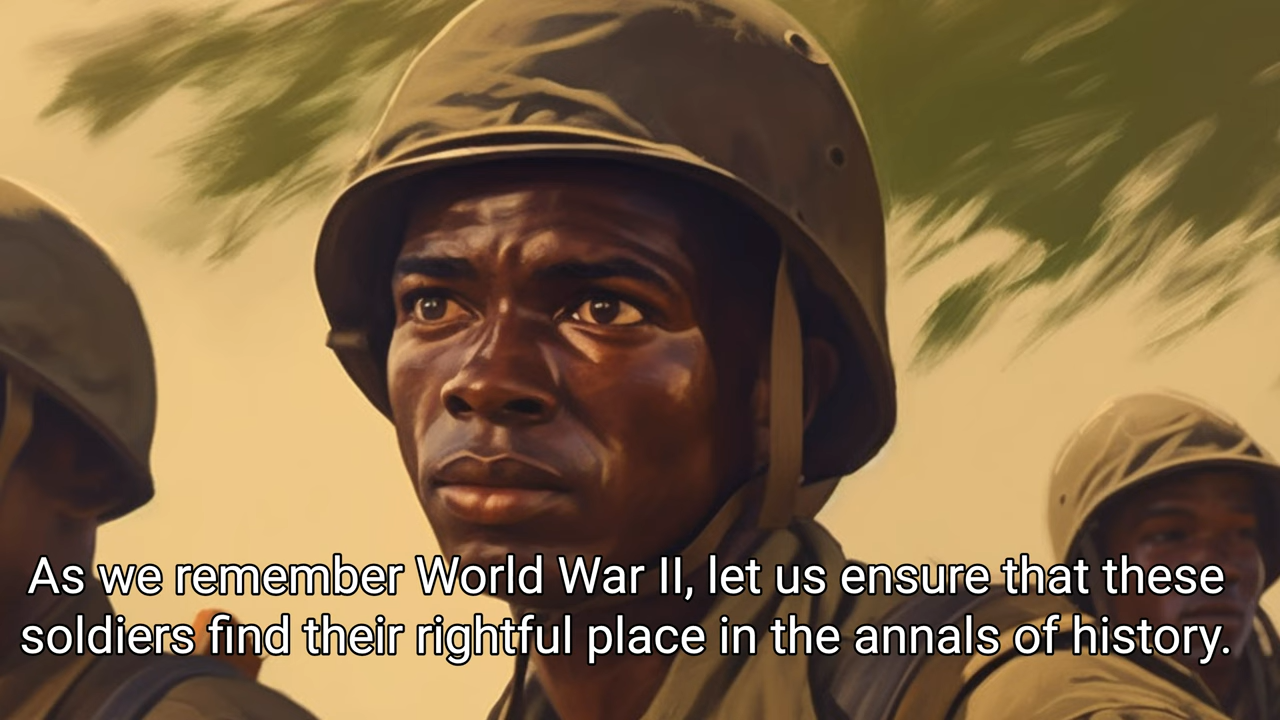 As we remember World War II, let us ensure that these
soldiers find their rightful place in the annals of history.